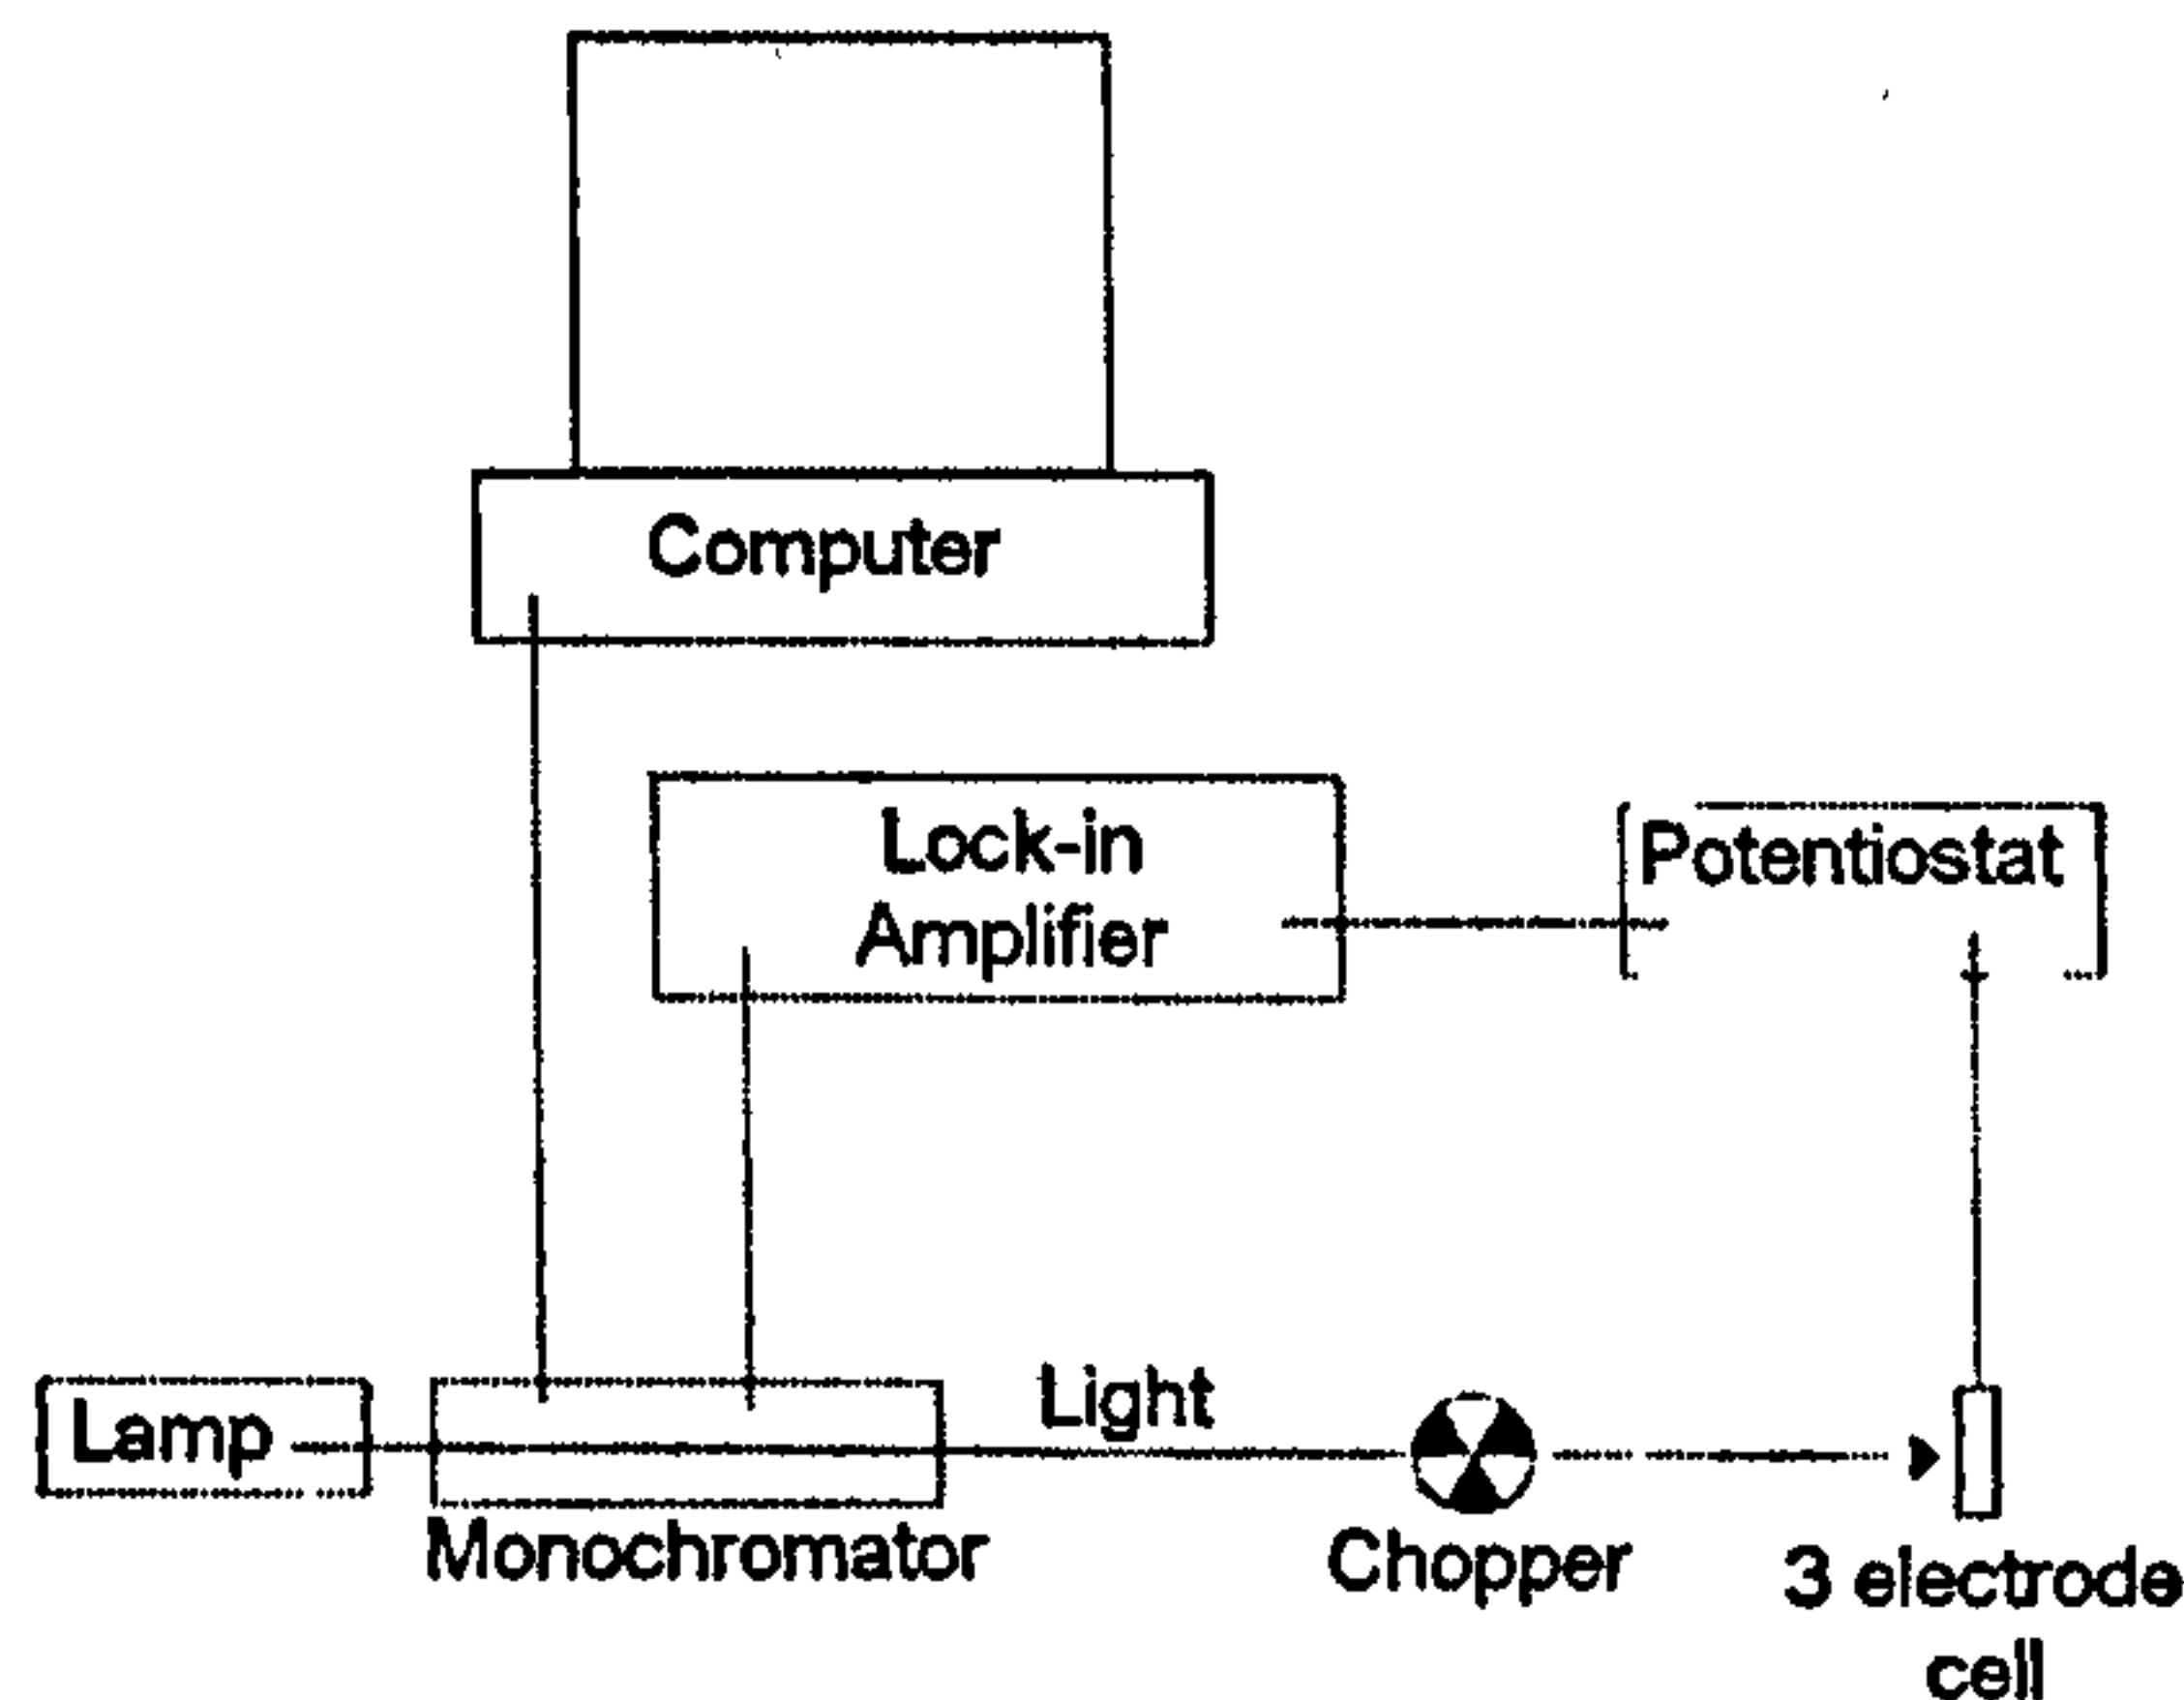 Computer
Lock-in
Amplifier
Potentiostat
Lamp
Light
Monochromator
Chopper
3 electrode
cell